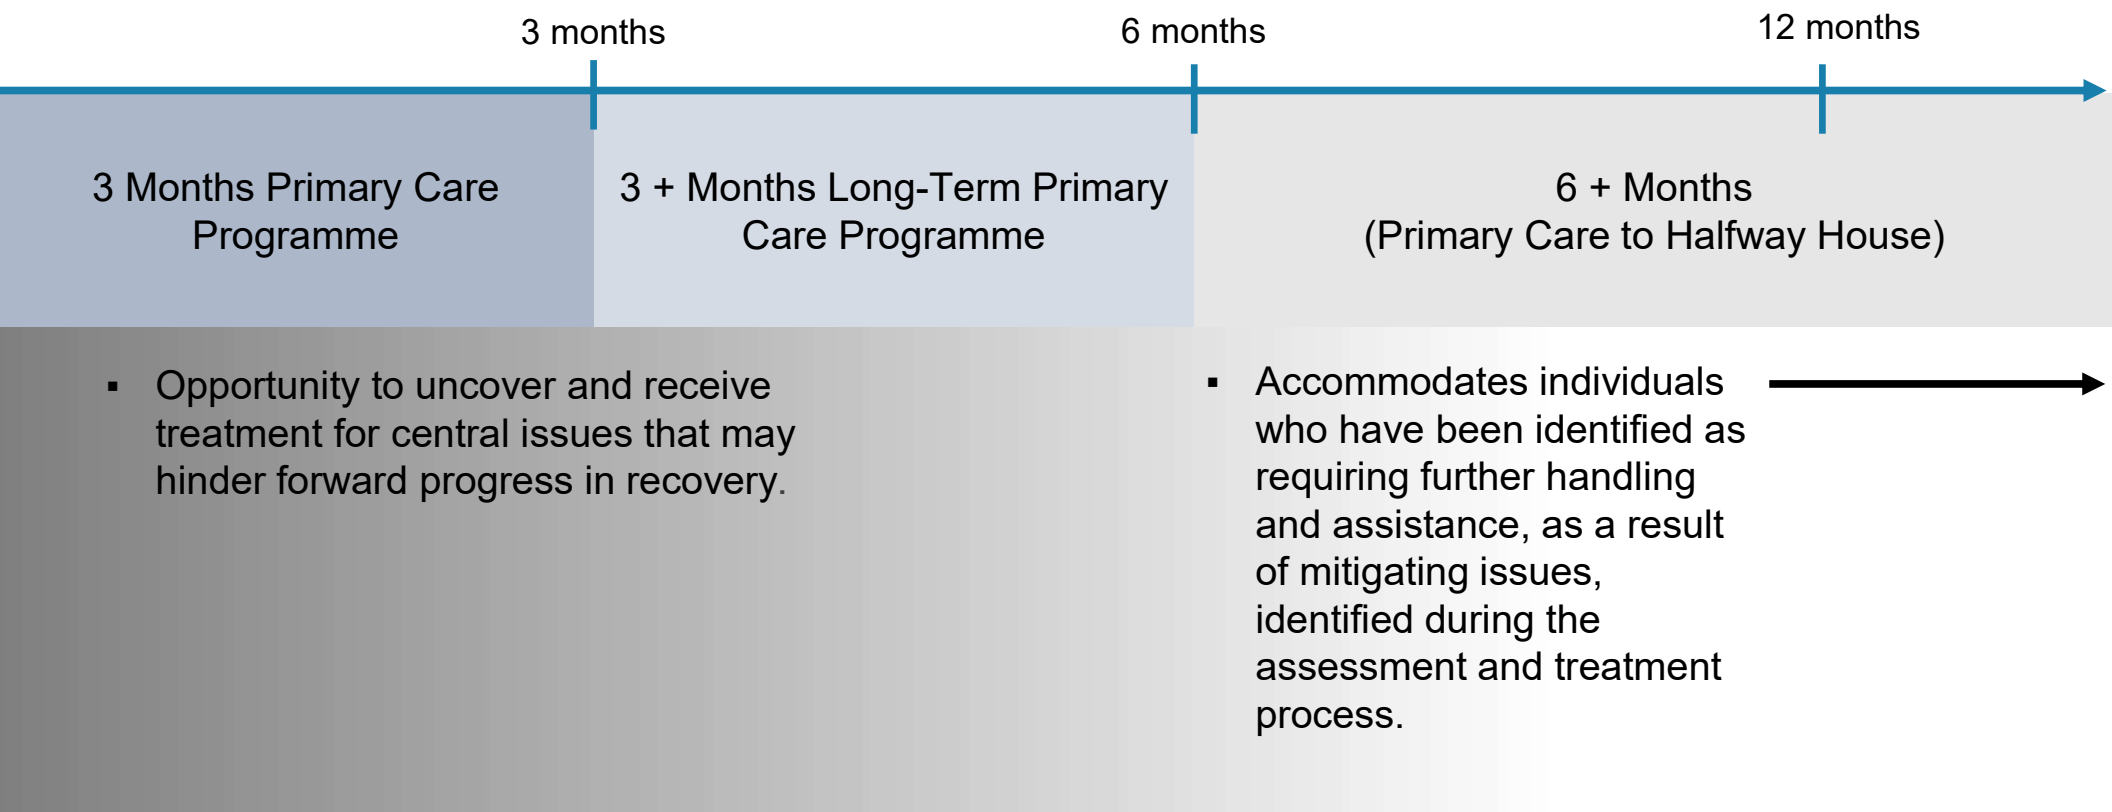 3 months
6 months
12 months
3 Months Primary Care
Programme
3 + Months Long-Term Primary
Care Programme
6 + Months
(Primary Care to Halfway House)
▪ Opportunity to uncover and receive
treatment for central issues that may
hinder forward progress in recovery.
▪ Accommodates individuals
who have been identified as
requiring further handling
and assistance, as a result
of mitigating issues,
identified during the
assessment and treatment
process.